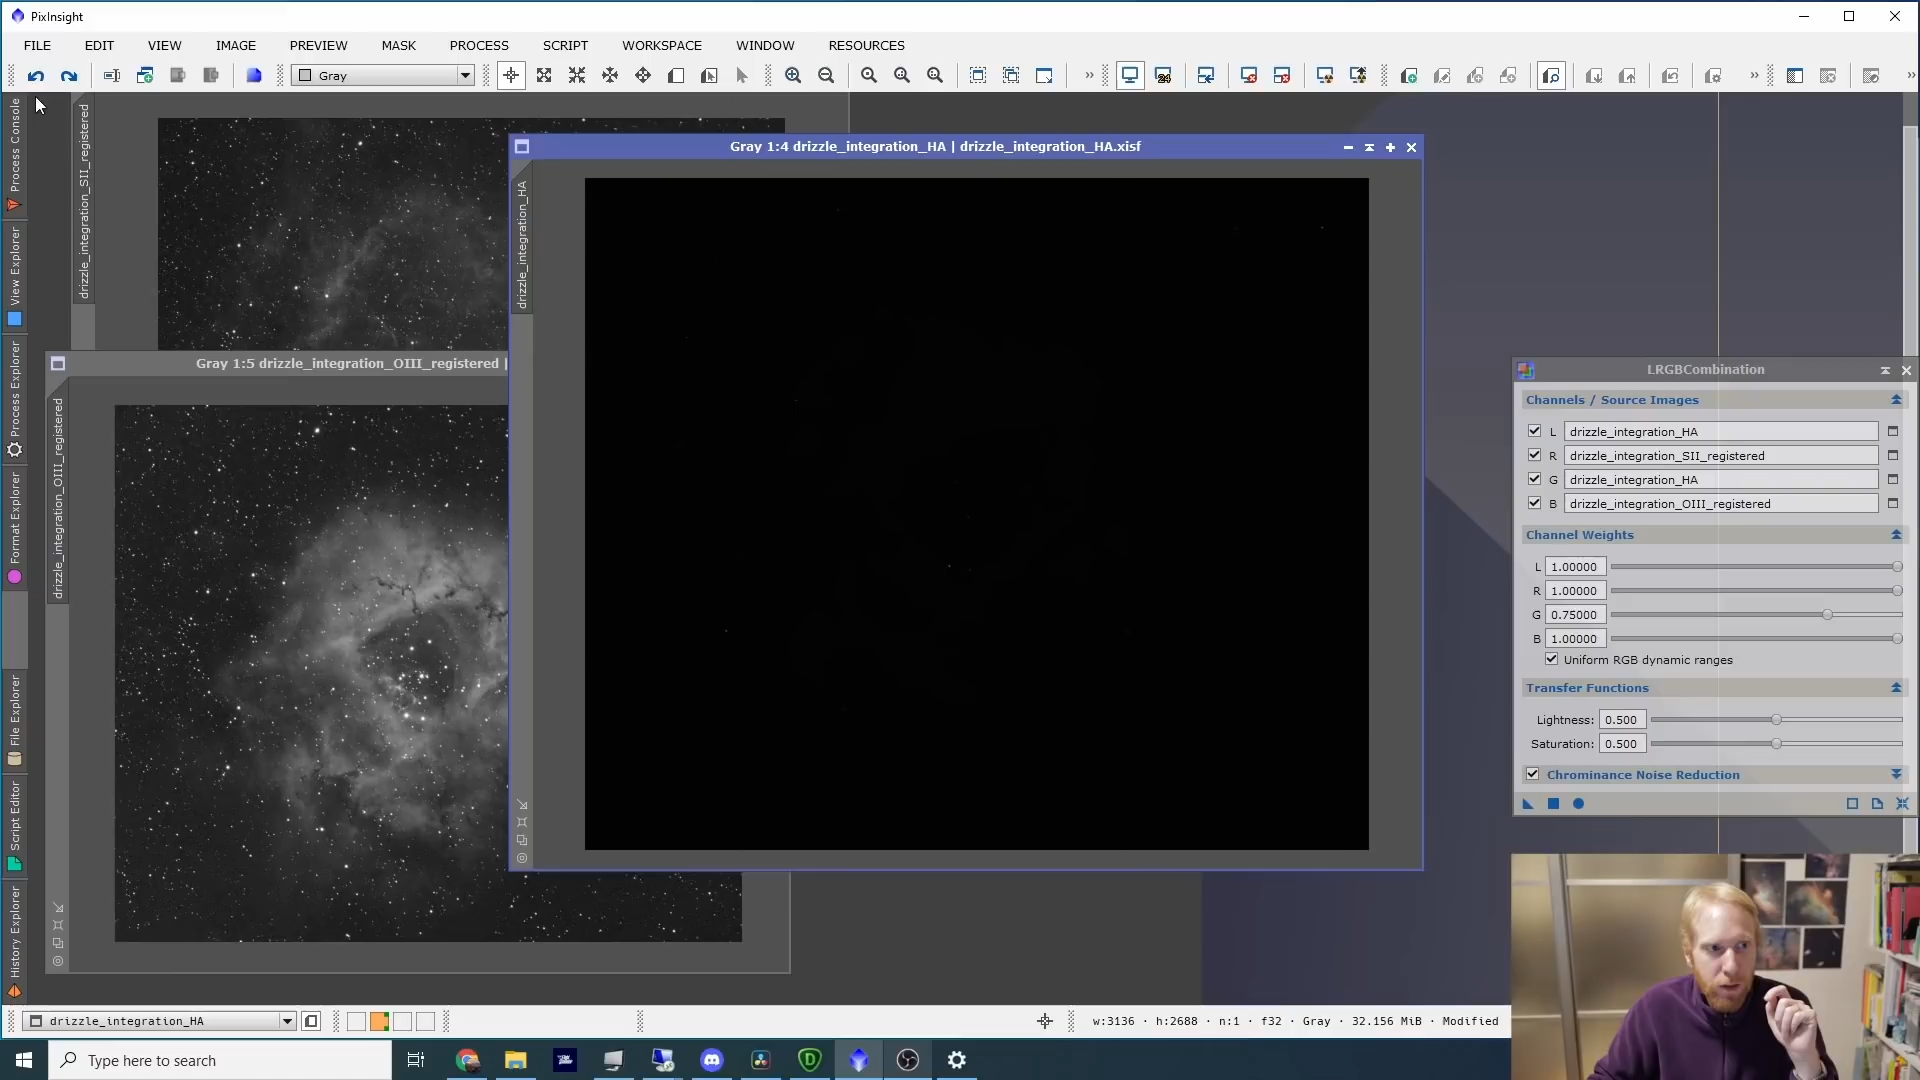 PixInsight
FILE EDIT VIEW IMAGE PREVIEW MASK PROCESS SCRIPT WORKSPACE WINDOW RESOURCES
Gray
24
Process Console
View Explorer
Process Explorer
Format Explorer
File Explorer
Script Editor
History Explorer
drizzle_integration_SII_registered
Gray 1:5 drizzle_integration_OIII_registered |
drizzle_integration_OIII_registered
Gray 1:4 drizzle_integration_HA | drizzle_integration_HA.xisf
drizzle_integration_HA
LRGBCombination
Channels / Source Images
L drizzle_integration_HA
R drizzle_integration_SII_registered
G drizzle_integration_HA
B drizzle_integration_OIII_registered
Channel Weights
L 1.00000
R 1.00000
G 0.75000
B 1.00000
Uniform RGB dynamic ranges
Transfer Functions
Lightness: 0.500
Saturation: 0.500
Chrominance Noise Reduction
drizzle_integration_HA
w:3136 · h:2688 · n:1 · f32 · Gray · 32.156 MiB · Modified
Type here to search